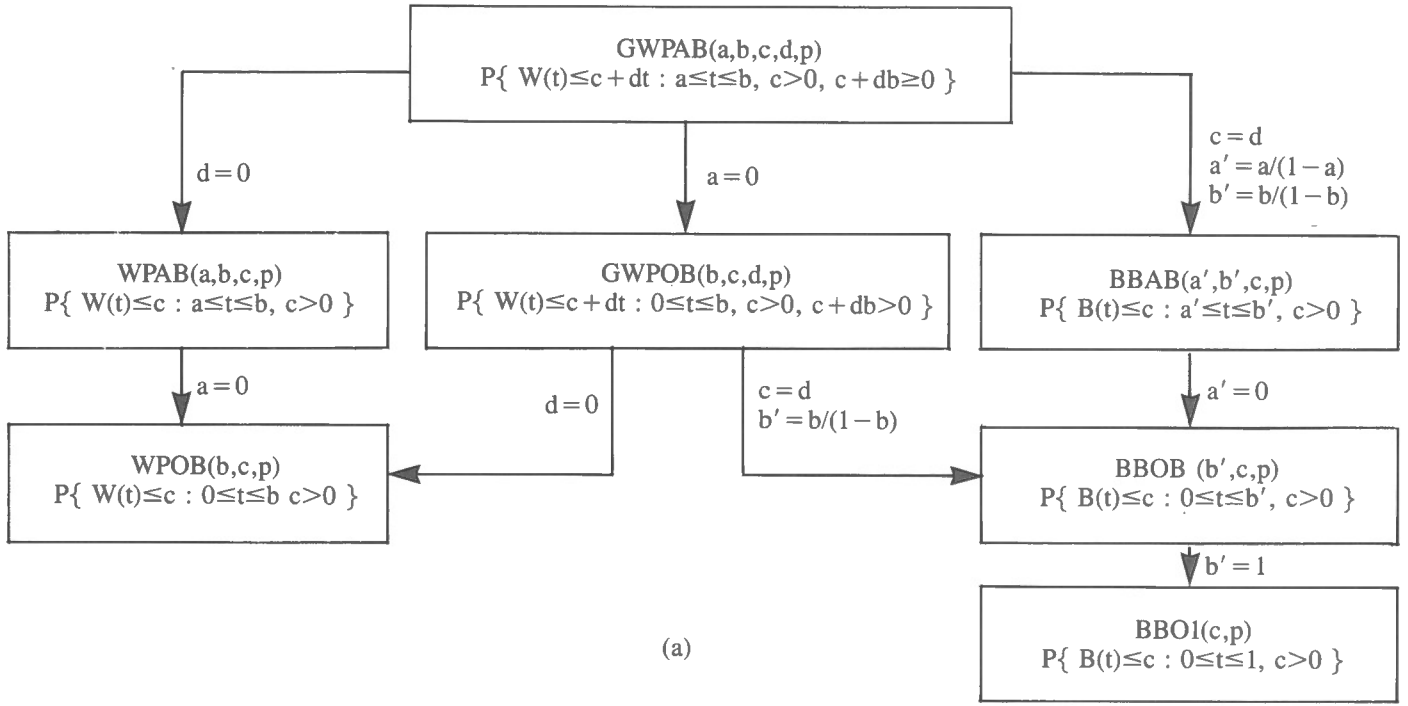 GWPAB(a,b,c,d,p)
P{ W(t)≤c+dt : a≤t≤b, c>0, c+db≥0 }
d=0
a=0
c=d
a′=a/(1−a)
b′=b/(1−b)
WPAB(a,b,c,p)
P{ W(t)≤c : a≤t≤b, c>0 }
GWPOB(b,c,d,p)
P{ W(t)≤c+dt : 0≤t≤b, c>0, c+db>0 }
BBAB(a′,b′,c,p)
P{ B(t)≤c : a′≤t≤b′, c>0 }
a=0
d=0
c=d
b′=b/(1−b)
a′=0
WPOB(b,c,p)
P{ W(t)≤c : 0≤t≤b c>0 }
BBOB (b′,c,p)
P{ B(t)≤c : 0≤t≤b′, c>0 }
b′=1
BBO1(c,p)
P{ B(t)≤c : 0≤t≤1, c>0 }
(a)